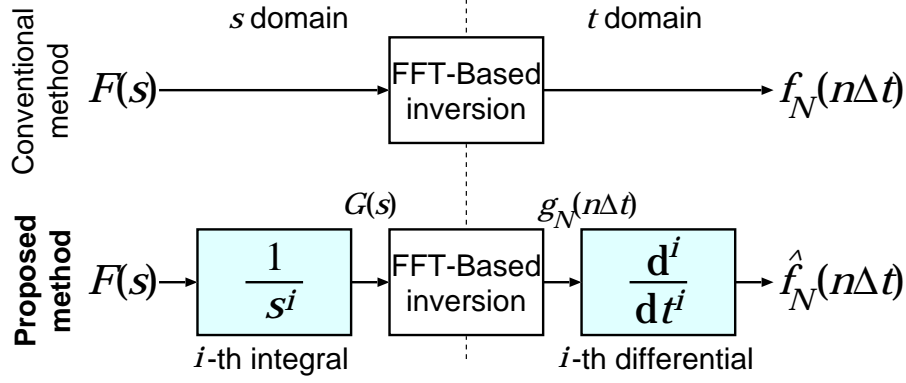 s domain
t domain
Conventional
method
F(s)
FFT-Based
inversion
f_N(nΔt)
Proposed
method
F(s)
1
s^i
i-th integral
G(s)
FFT-Based
inversion
g_N(nΔt)
d^i
dt^i
i-th differential
f̂_N(nΔt)